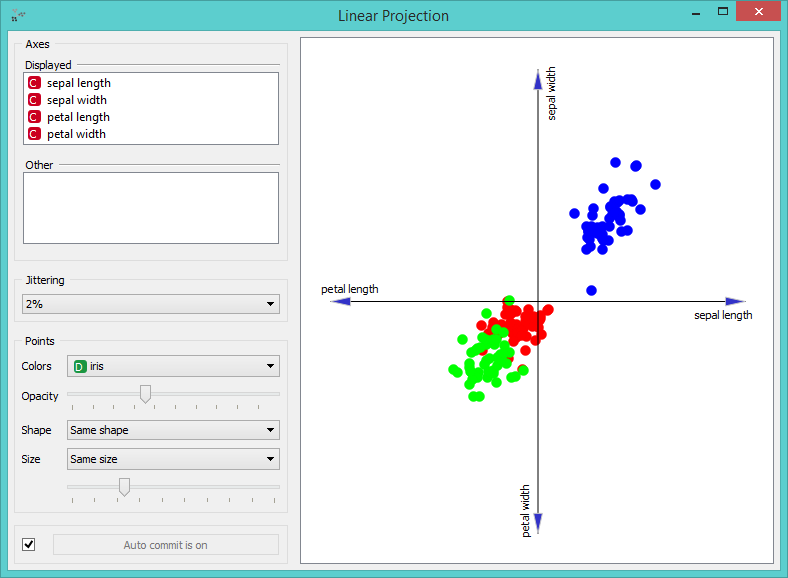 Linear Projection
Axes
Displayed
C sepal length
C sepal width
C petal length
C petal width
Other
Jittering
2%
Points
Colors D iris
Opacity
Shape Same shape
Size Same size
Auto commit is on
sepal width
petal length
sepal length
petal width